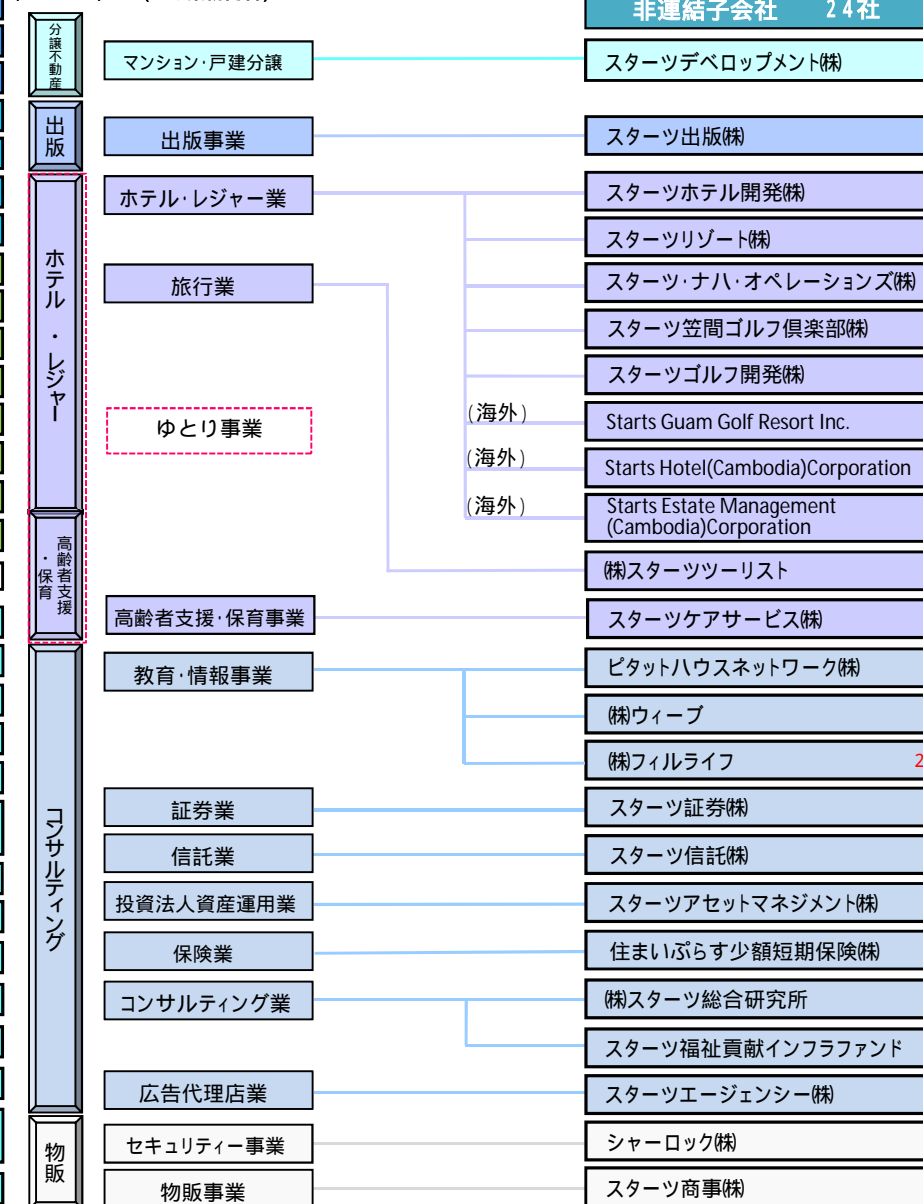 非連結子会社 24社
分譲不動産
マンション・戸建分譲
スターツデベロップメント㈱
出版
出版事業
スターツ出版㈱
ホテル・レジャー
ホテル・レジャー業
スターツホテル開発㈱
スターツリゾート㈱
旅行業
スターツ・ナハ・オペレーションズ㈱
スターツ笠間ゴルフ倶楽部㈱
スターツゴルフ開発㈱
ゆとり事業
(海外)
Starts Guam Golf Resort Inc.
(海外)
Starts Hotel(Cambodia)Corporation
(海外)
Starts Estate Management
(Cambodia)Corporation
㈱スターツツーリスト
高齢者支援
・保育
高齢者支援・保育事業
スターツケアサービス㈱
コンサルティング
教育・情報事業
ピタットハウスネットワーク㈱
㈱ウィーブ
㈱フィルライフ
2
証券業
スターツ証券㈱
信託業
スターツ信託㈱
投資法人資産運用業
スターツアセットマネジメント㈱
保険業
住まいぷらす少額短期保険㈱
コンサルティング業
㈱スターツ総合研究所
スターツ福祉貢献インフラファンド
広告代理店業
スターツエージェンシー㈱
物販
セキュリティー事業
シャーロック㈱
物販事業
スターツ商事㈱